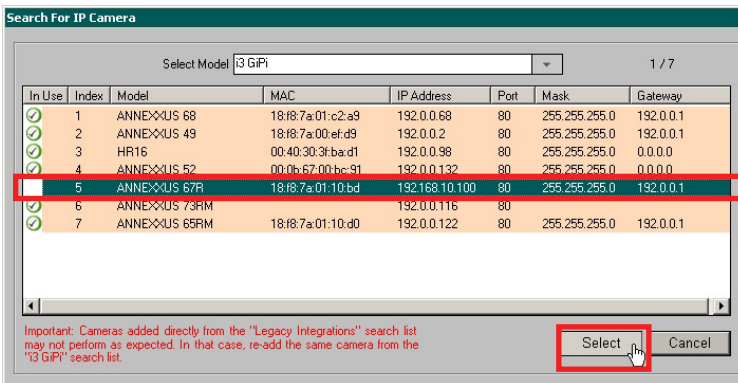 Search For IP Camera
Select Model i3 GiPi 1 / 7
In Use Index Model MAC IP Address Port Mask Gateway
1 ANNEXXUS 68 18:f8:7a:01:c2:a9 192.0.0.68 80 255.255.255.0 192.0.0.1
2 ANNEXXUS 49 18:f8:7a:00:ef:d9 192.0.0.2 80 255.255.255.0 192.0.0.1
3 HR16 00:40:30:3f:ba:d1 192.0.0.98 80 255.255.255.0 0.0.0.0
4 ANNEXXUS 52 00:0b:67:00:bc:91 192.0.0.132 80 255.255.255.0 0.0.0.0
5 ANNEXXUS 67R 18:f8:7a:01:10:bd 192.168.10.100 80 255.255.255.0 192.0.0.1
6 ANNEXXUS 73RM 192.0.0.116 80
7 ANNEXXUS 65RM 18:f8:7a:01:10:d0 192.0.0.122 80 255.255.255.0 192.0.0.1
Important: Cameras added directly from the "Legacy Integrations" search list
may not perform as expected. In that case, re-add the same camera from the
"i3 GiPi" search list.
Select Cancel